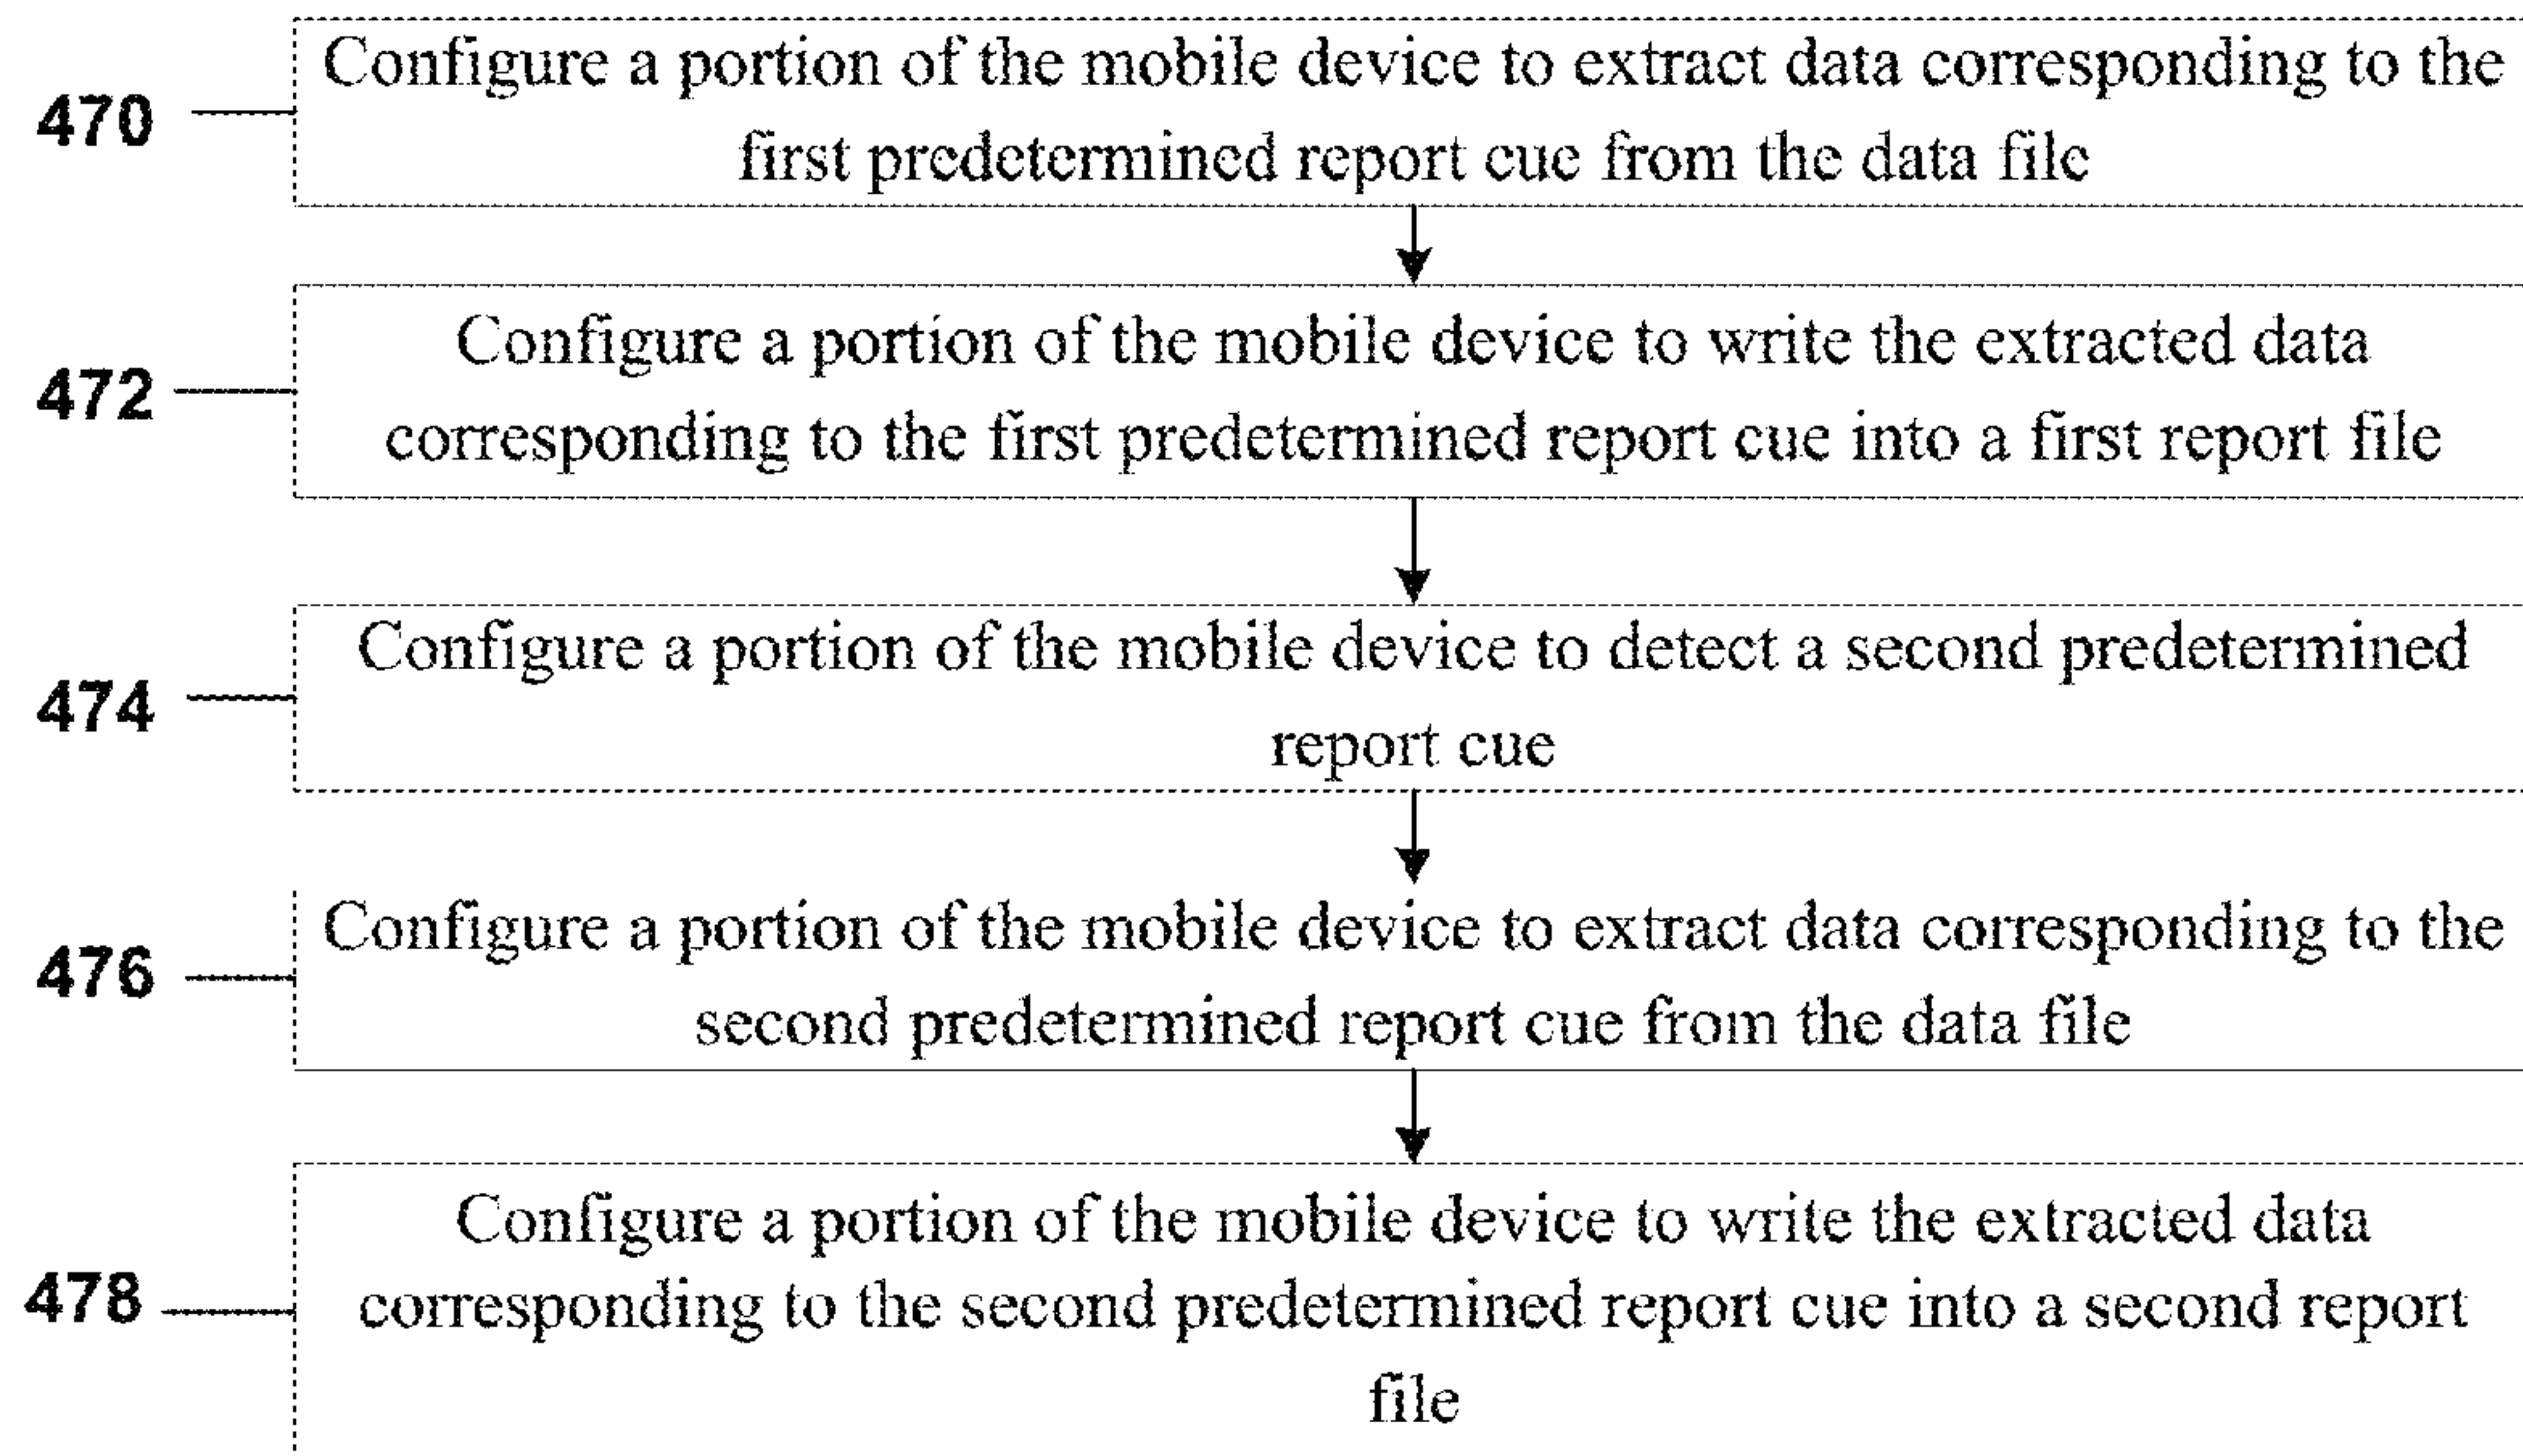 Configure a portion of the mobile device to extract data corresponding to the
470
first predetermined report cue from the data file
Configure a portion of the mobile device to write the extracted data
472
corresponding to the first predetermined report cue into a first report file
Configure a portion of the mobile device to detect a second predetermined
474
report cue
Configure a portion of the mobile device to extract data corresponding to the
476
second predetermined report cue from the data file
Configure a portion of the mobile device to write the extracted data
478
corresponding to the second predetermined report cue into a second report
file